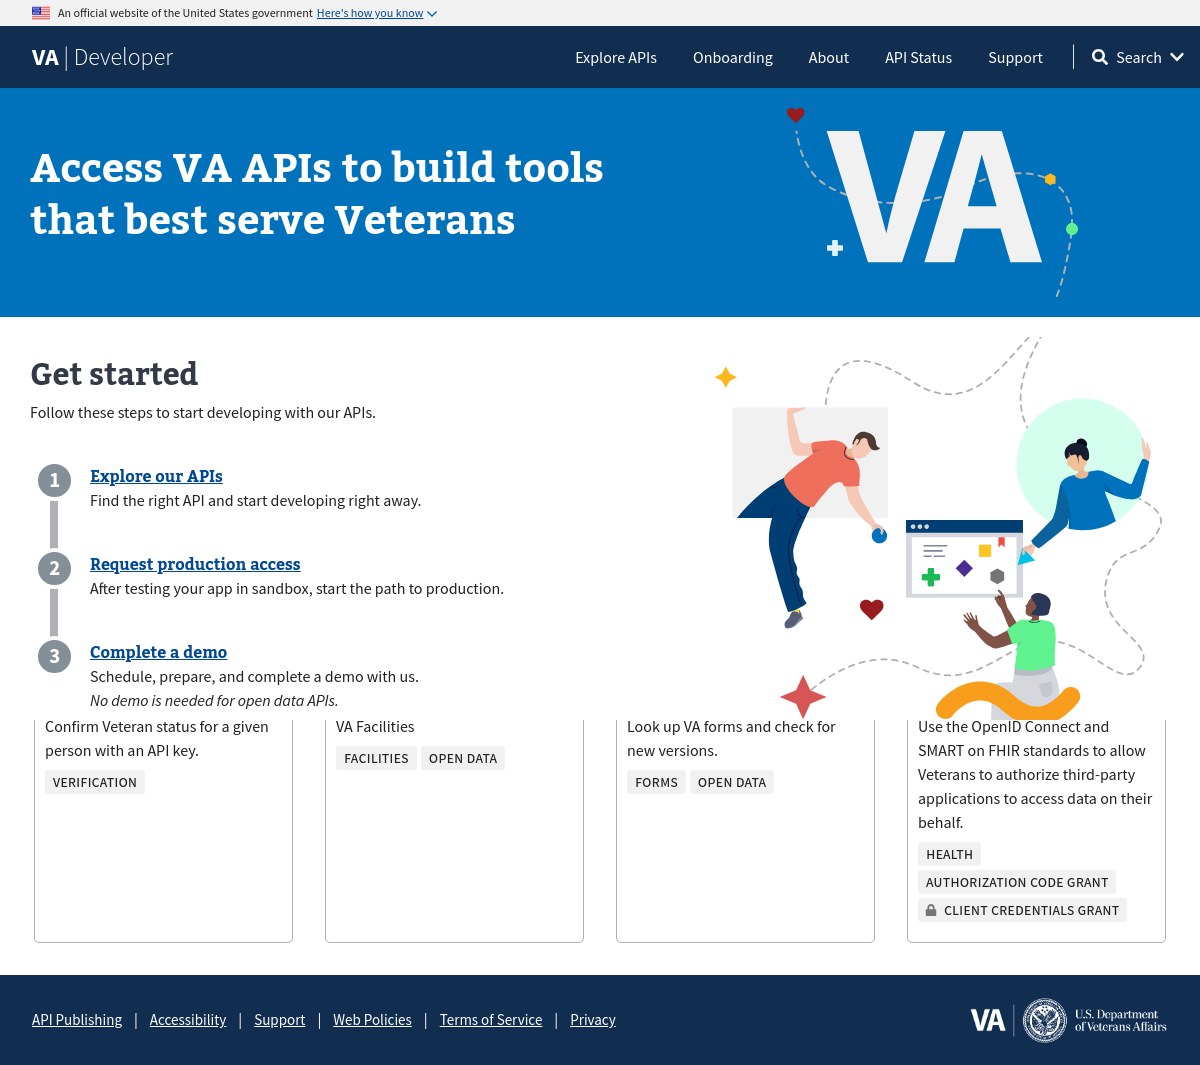 An official website of the United States government Here's how you know
VA | Developer
Explore APIs
Onboarding
About
API Status
Support
Search
Access VA APIs to build tools
that best serve Veterans
VA
Get started
Follow these steps to start developing with our APIs.
1
Explore our APIs
Find the right API and start developing right away.
2
Request production access
After testing your app in sandbox, start the path to production.
3
Complete a demo
Schedule, prepare, and complete a demo with us.
No demo is needed for open data APIs.
Confirm Veteran status for a given
person with an API key.
VERIFICATION
VA Facilities
FACILITIES
OPEN DATA
Look up VA forms and check for
new versions.
FORMS
OPEN DATA
Use the OpenID Connect and
SMART on FHIR standards to allow
Veterans to authorize third-party
applications to access data on their
behalf.
HEALTH
AUTHORIZATION CODE GRANT
CLIENT CREDENTIALS GRANT
API Publishing | Accessibility | Support | Web Policies | Terms of Service | Privacy
VA
U.S. Department
of Veterans Affairs